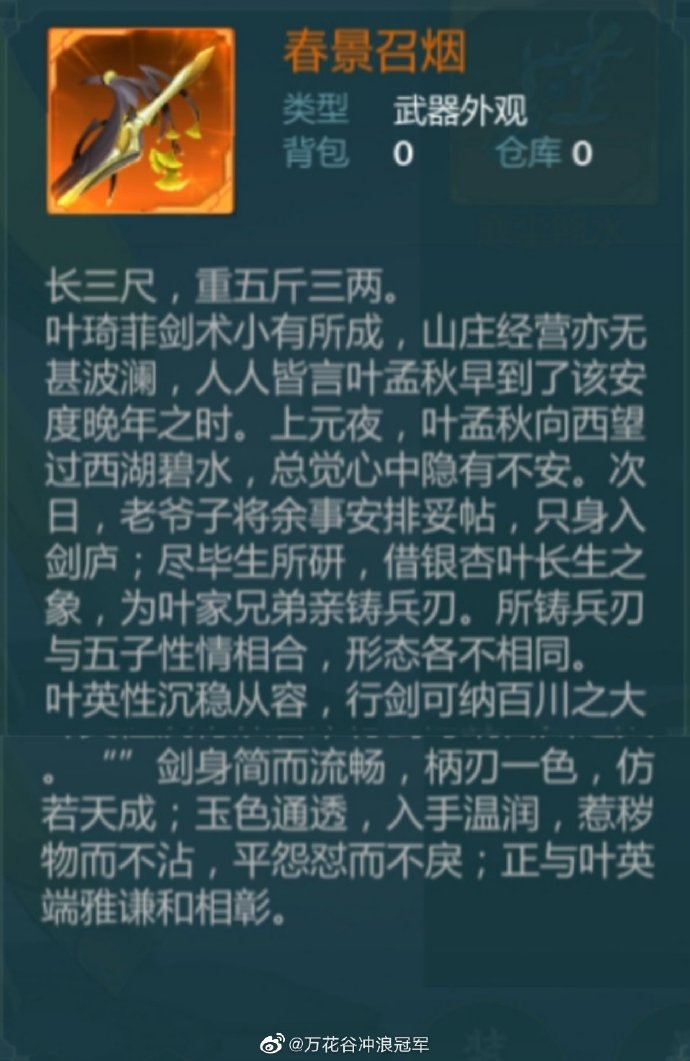 春景召烟
类型 武器外观
背包 0 仓库 0
长三尺，重五斤三两。
叶琦菲剑术小有所成，山庄经营亦无
甚波澜，人人皆言叶孟秋早到了该安
度晚年之时。上元夜，叶孟秋向西望
过西湖碧水，总觉心中隐有不安。次
日，老爷子将余事安排妥帖，只身入
剑庐；尽毕生所研，借银杏叶长生之
象，为叶家兄弟亲铸兵刃。所铸兵刃
与五子性情相合，形态各不相同。
叶英性沉稳从容，行剑可纳百川之大
。“”剑身简而流畅，柄刃一色，仿
若天成；玉色通透，入手温润，惹秽
物而不沾，平怨怼而不戾；正与叶英
端雅谦和相彰。
@万花谷冲浪冠军